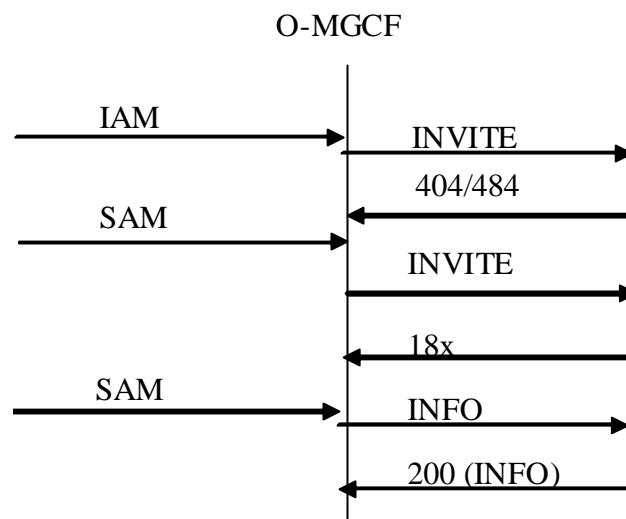 O-MGCF
IAM
INVITE
404/484
SAM
INVITE
18x
SAM
INFO
200 (INFO)